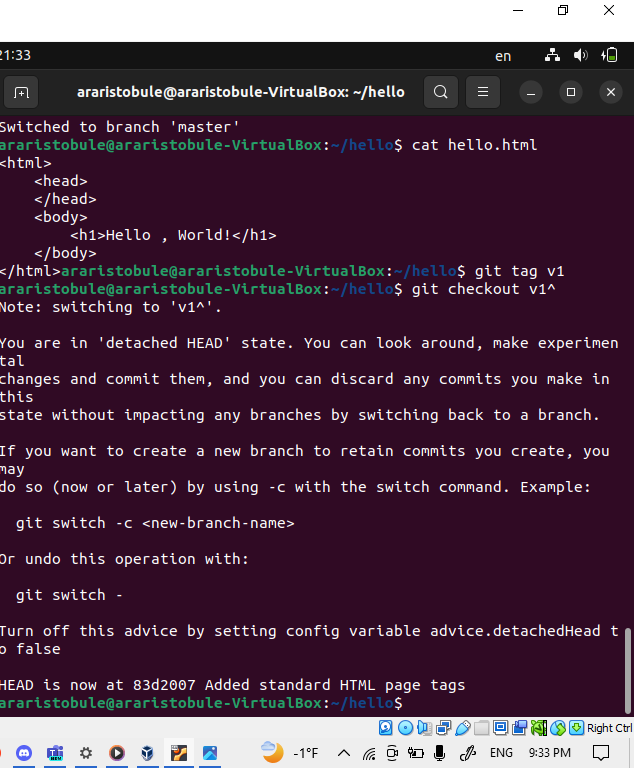 21:33
en
araristobule@araristobule-VirtualBox: ~/hello
Switched to branch 'master'
araristobule@araristobule-VirtualBox:~/hello$ cat hello.html
<html>
    <head>
    </head>
    <body>
        <h1>Hello , World!</h1>
    </body>
</html>araristobule@araristobule-VirtualBox:~/hello$ git tag v1
araristobule@araristobule-VirtualBox:~/hello$ git checkout v1^
Note: switching to 'v1^'.

You are in 'detached HEAD' state. You can look around, make experimen
tal
changes and commit them, and you can discard any commits you make in
this
state without impacting any branches by switching back to a branch.

If you want to create a new branch to retain commits you create, you
may
do so (now or later) by using -c with the switch command. Example:

  git switch -c <new-branch-name>

Or undo this operation with:

  git switch -

Turn off this advice by setting config variable advice.detachedHead t
o false

HEAD is now at 83d2007 Added standard HTML page tags
araristobule@araristobule-VirtualBox:~/hello$
Right Ctrl
-1°F
ENG
9:33 PM